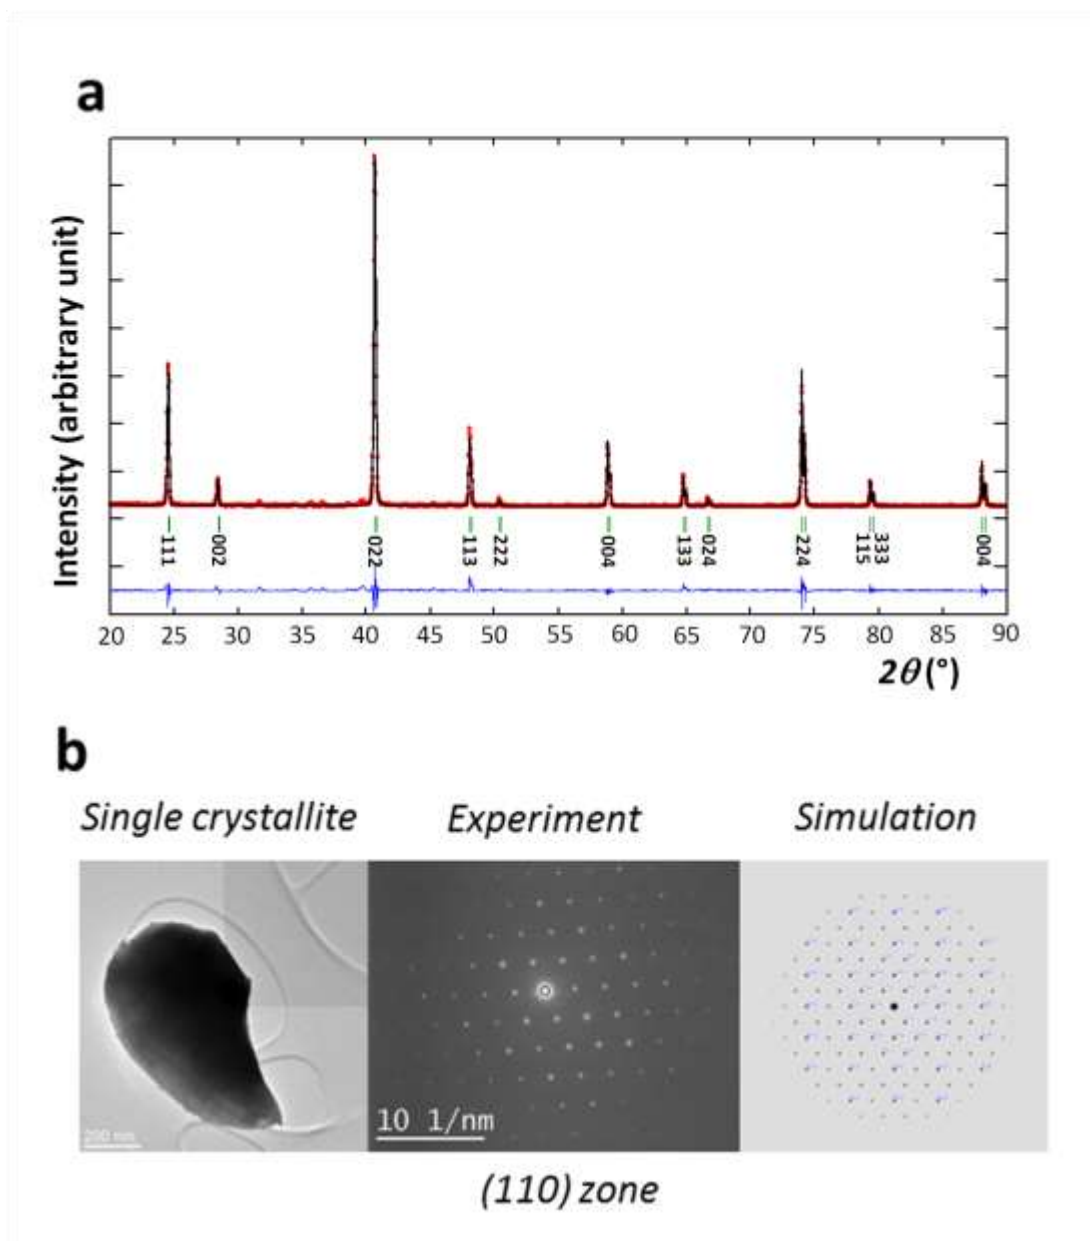 a
Intensity (arbitrary unit)
111
002
022
113
222
004
133
024
224
115
333
004
20 25 30 35 40 45 50 55 60 65 70 75 80 85 90
2θ (°)
b
Single crystallite Experiment Simulation
200 nm
10 1/nm
(110) zone